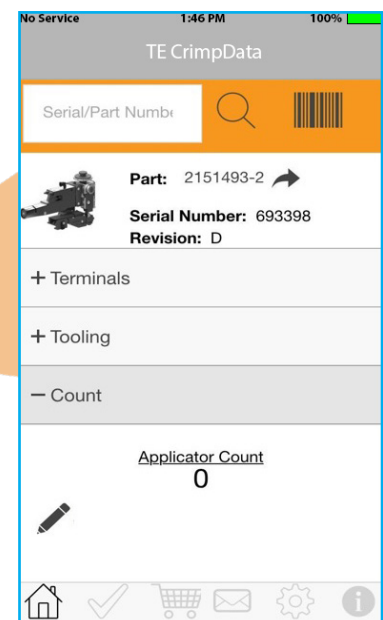 No Service 1:46 PM 100%
TE CrimpData
Serial/Part Numbe
Part: 2151493-2
Serial Number: 693398
Revision: D
+ Terminals
+ Tooling
− Count
Applicator Count
0
i